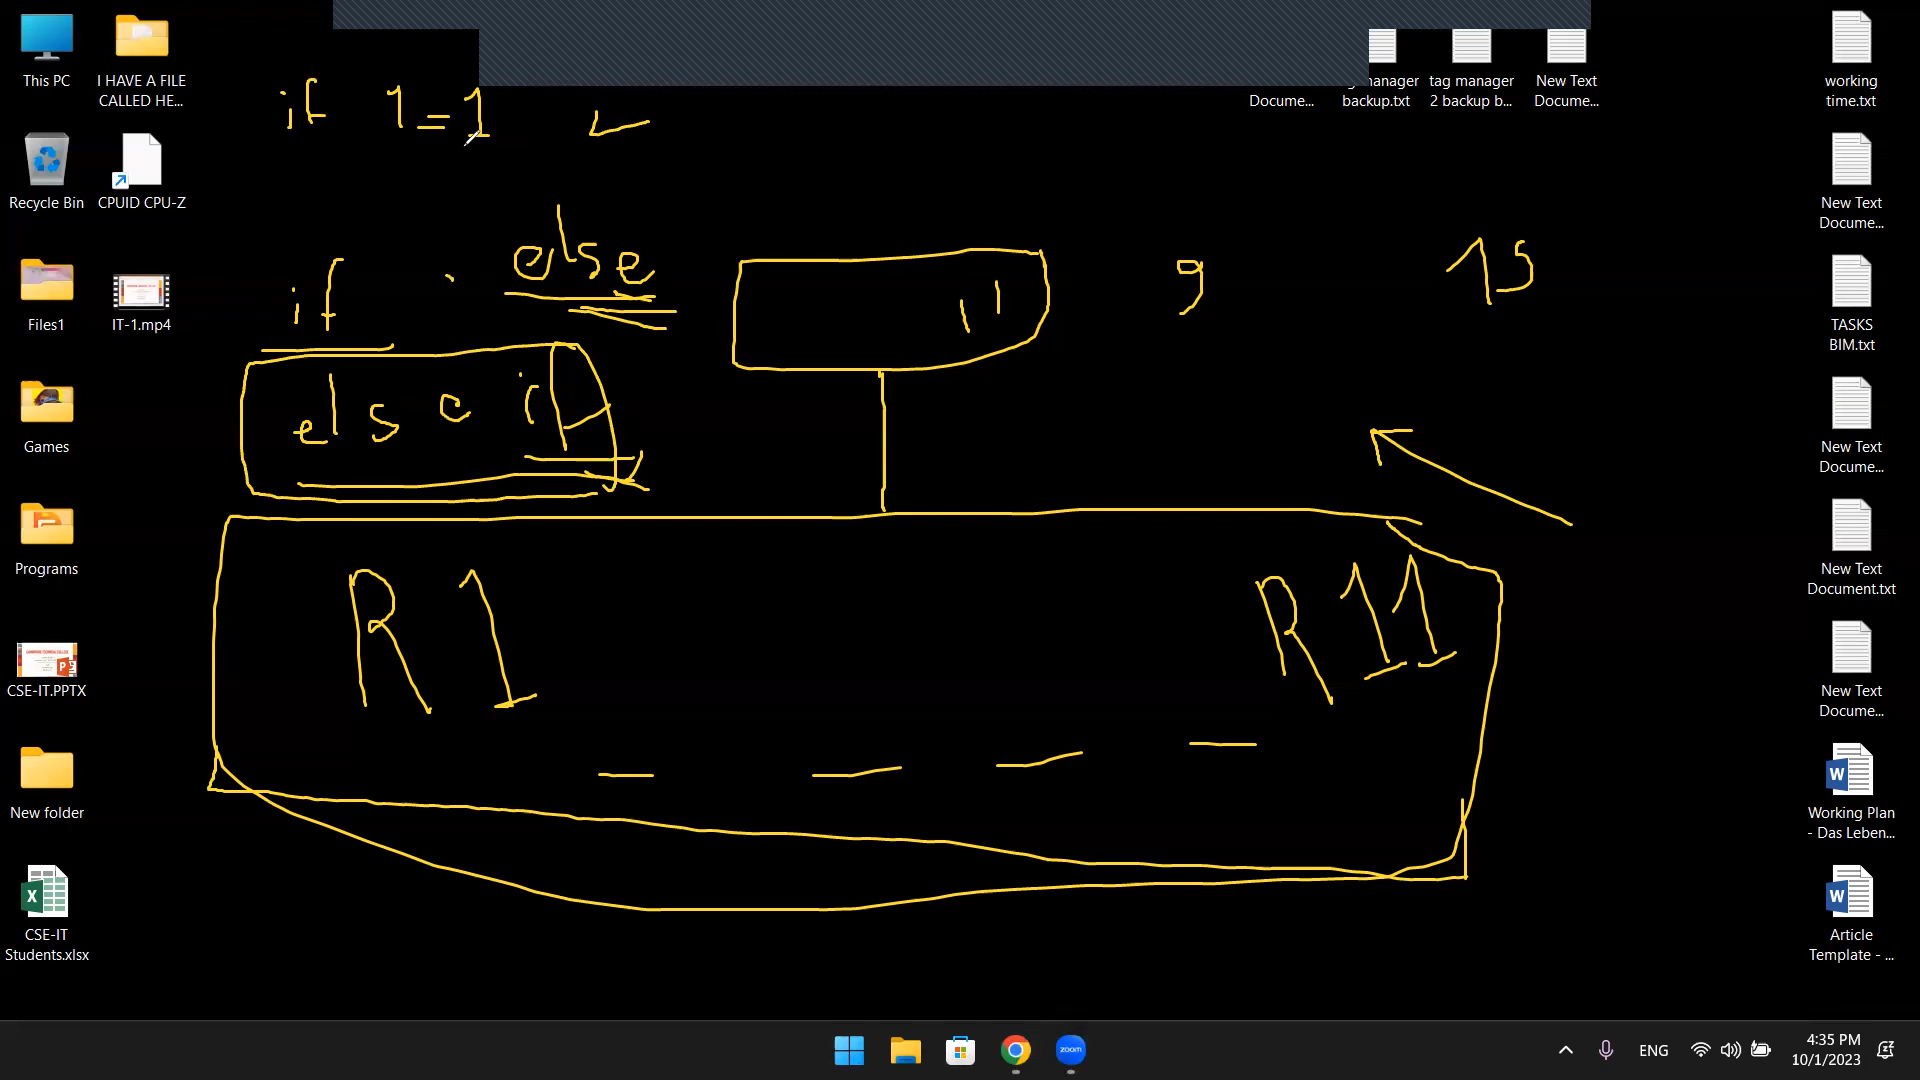 This PC
I HAVE A FILE
CALLED HE...
Recycle Bin
CPUID CPU-Z
Files1
IT-1.mp4
Games
Programs
CSE-IT.PPTX
New folder
CSE-IT
Students.xlsx
if 1=1
if else
else if
11
9
15
R 1
R 11
Docume...
backup.txt
tag manager
2 backup b...
New Text
Docume...
working
time.txt
New Text
Docume...
TASKS
BIM.txt
New Text
Docume...
New Text
Document.txt
New Text
Docume...
Working Plan
- Das Leben...
Article
Template - ...
zoom
ENG
4:35 PM
10/1/2023